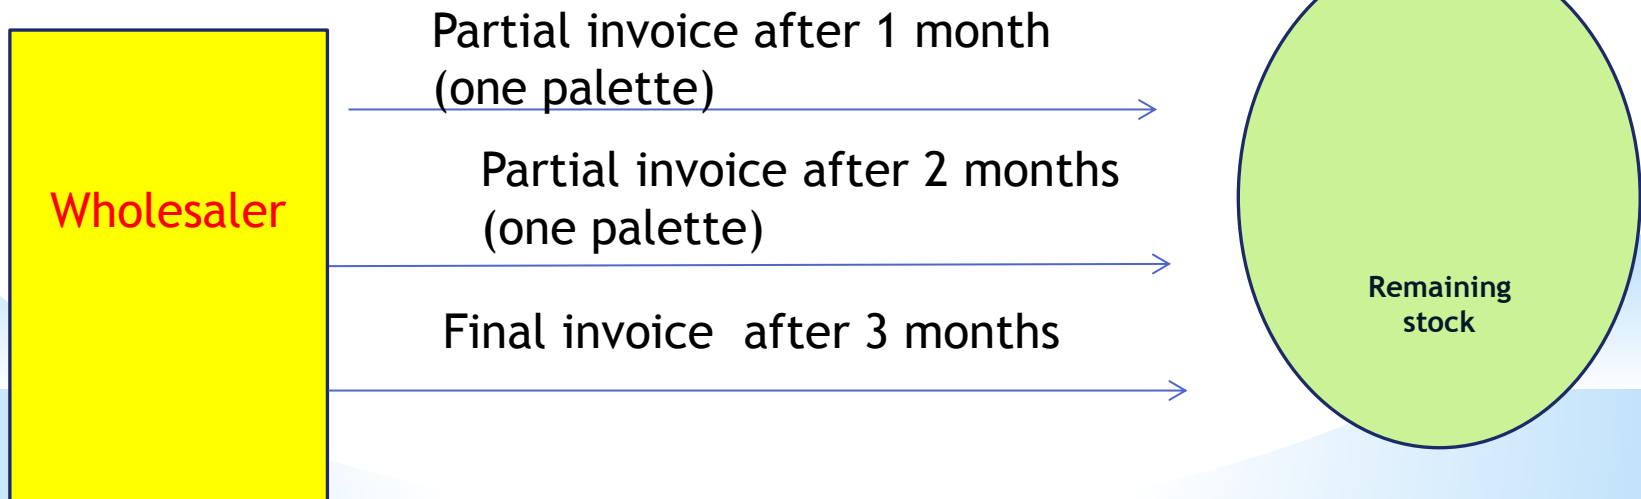 Partial invoice after 1 month
(one palette)
Partial invoice after 2 months
(one palette)
Wholesaler
Final invoice after 3 months
Remaining
stock